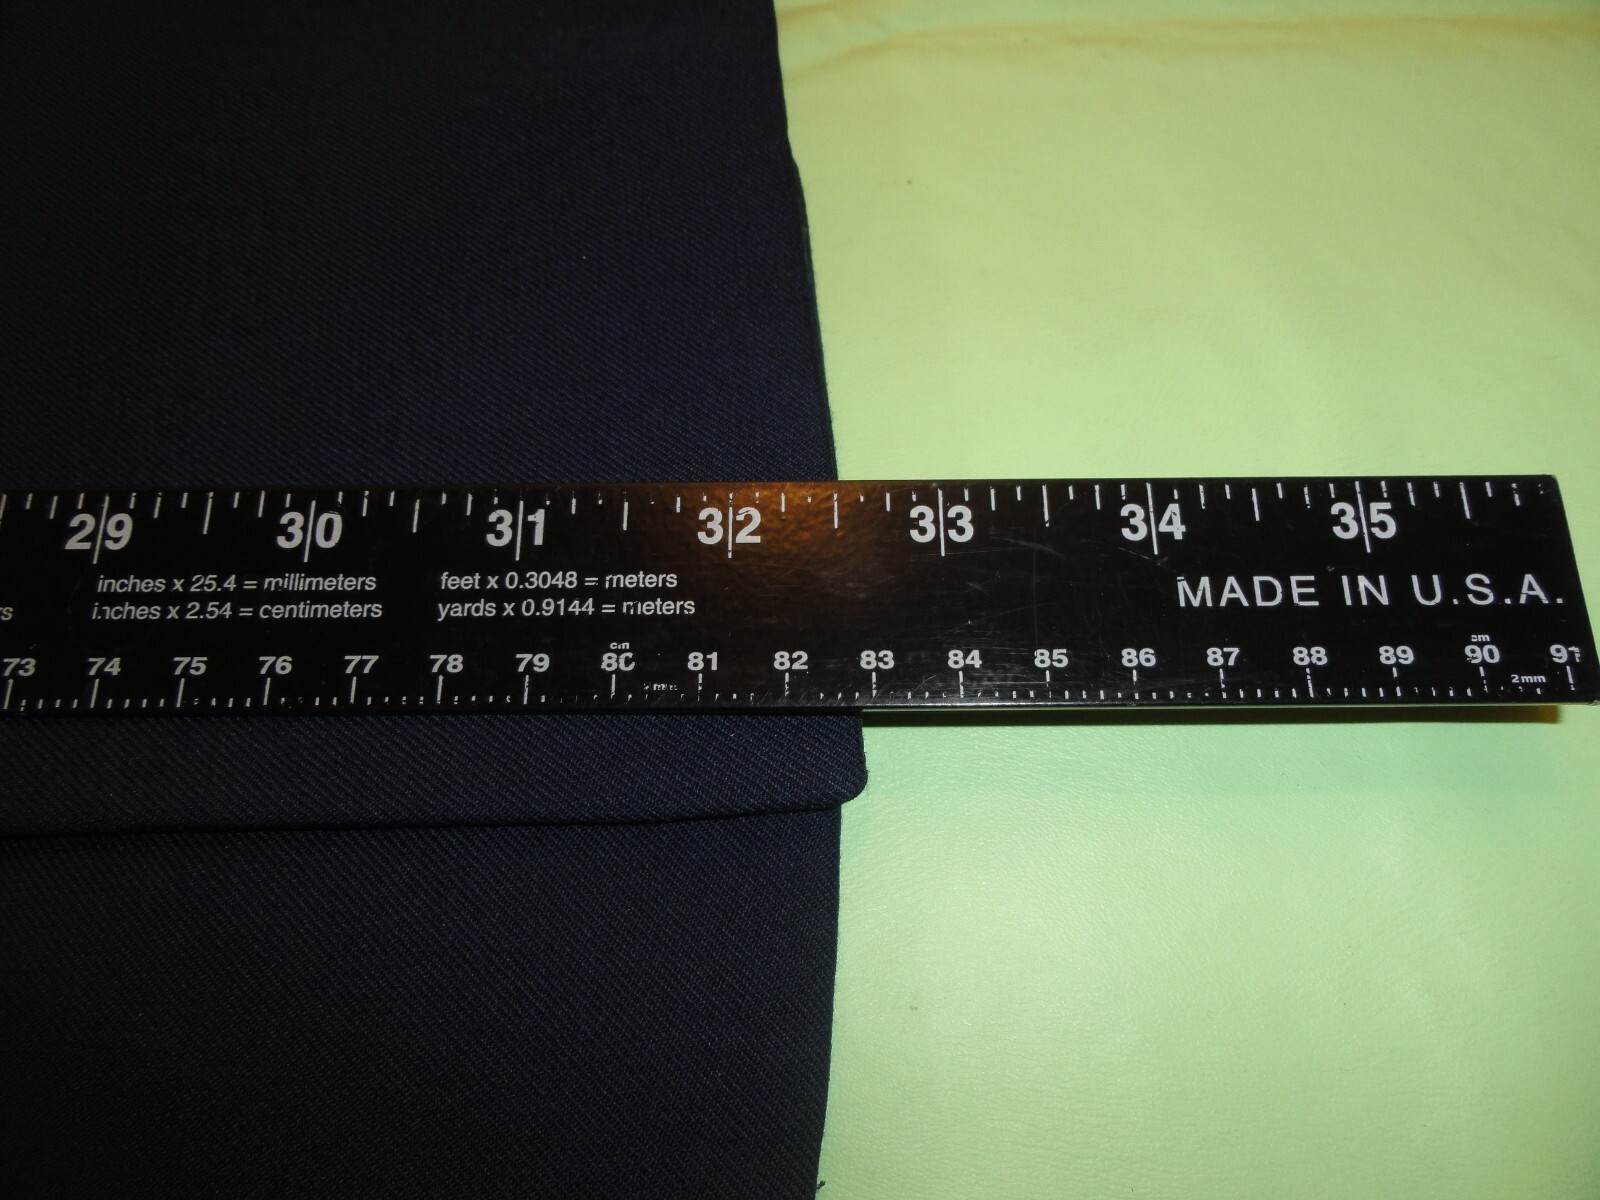 29 30 31 32 33 34 35
inches x 25.4 = millimeters feet x 0.3048 = meters
inches x 2.54 = centimeters yards x 0.9144 = meters
MADE IN U.S.A.
cm cm
73 74 75 76 77 78 79 80 81 82 83 84 85 86 87 88 89 90 91
2mm